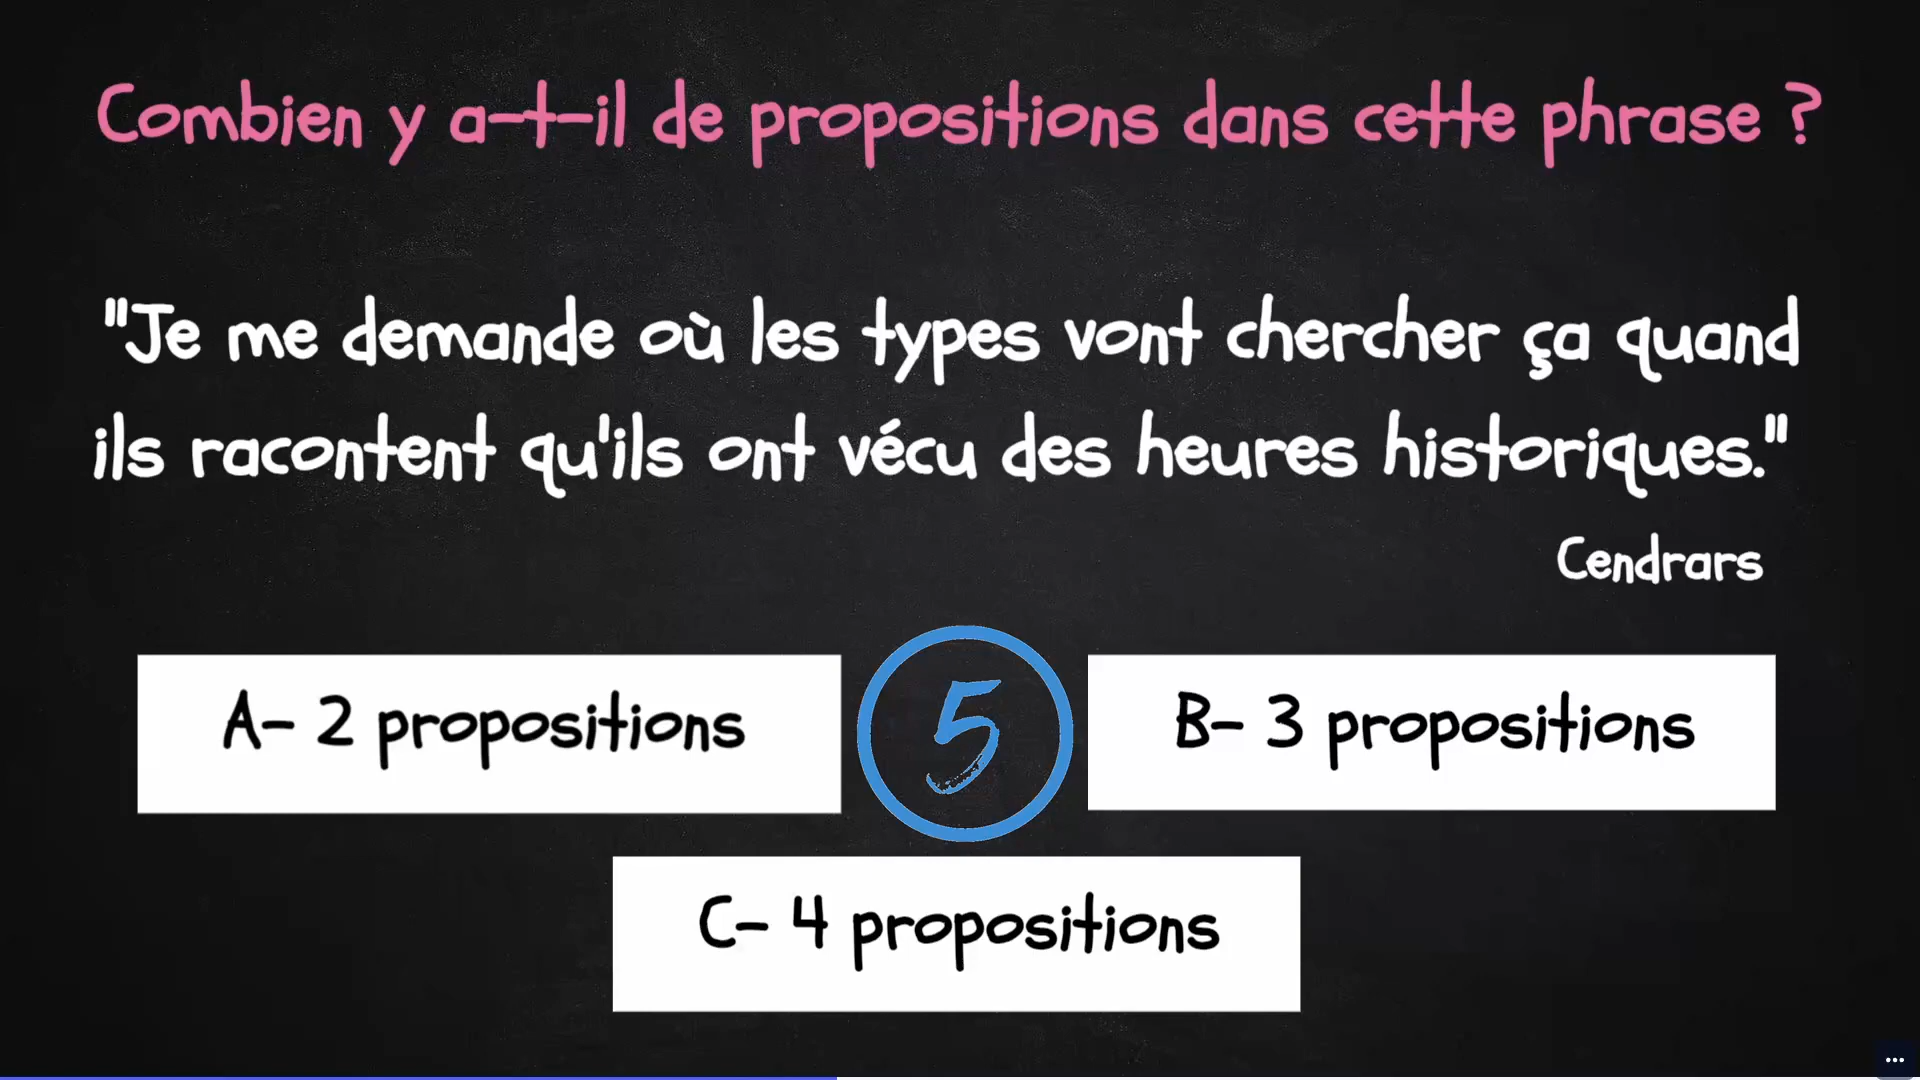 Combien y a-t-il de propositions dans cette phrase ?
"Je me demande où les types vont chercher ça quand
ils racontent qu'ils ont vécu des heures historiques."
Cendrars
A- 2 propositions
5
B- 3 propositions
C- 4 propositions